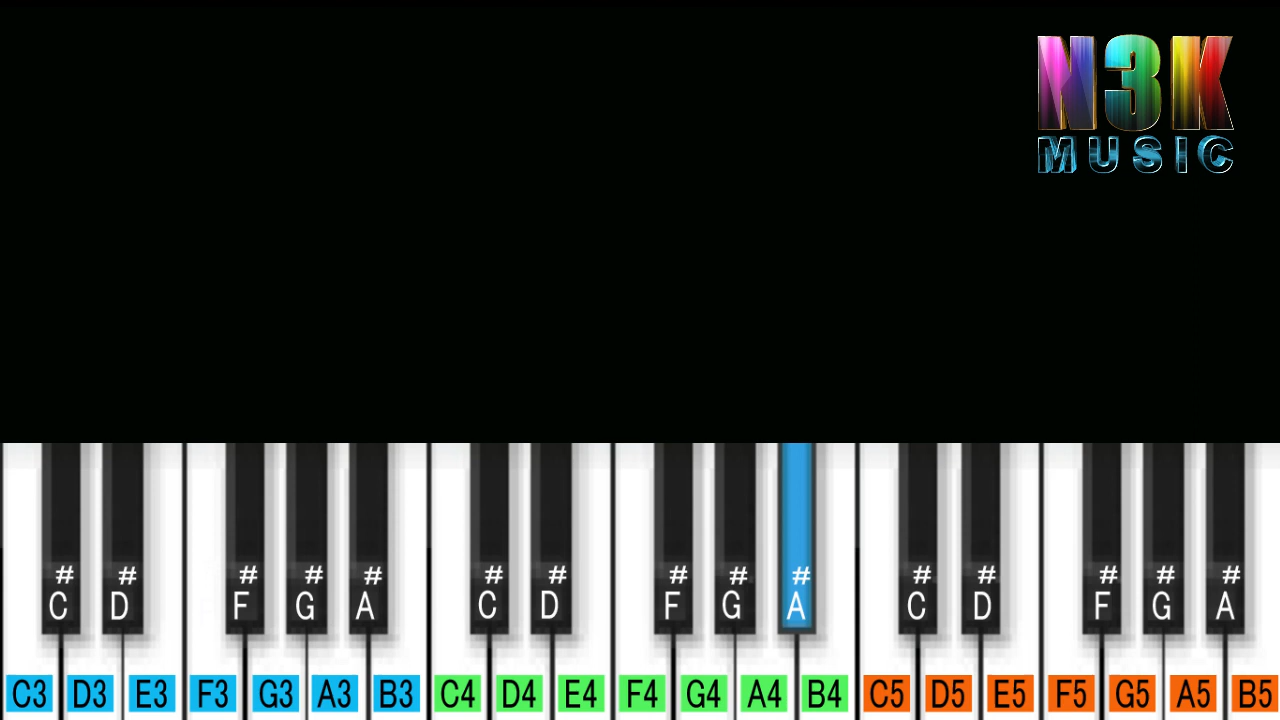 N3K
MUSIC
# # # # # # # # # # # # # # #
C D F G A C D F G A C D F G A
C3 D3 E3 F3 G3 A3 B3 C4 D4 E4 F4 G4 A4 B4 C5 D5 E5 F5 G5 A5 B5